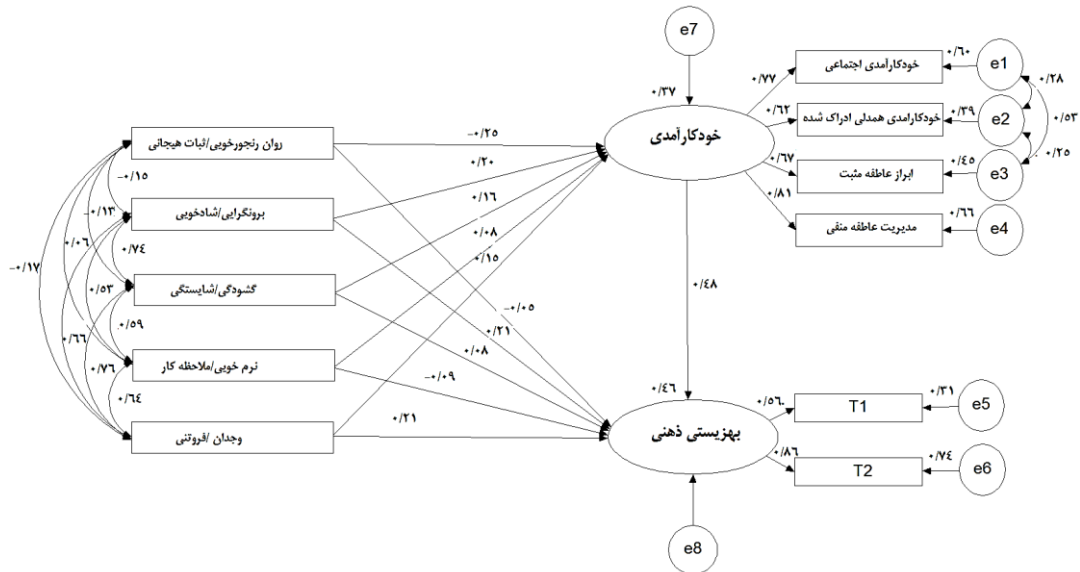 e7
۰/۳۷
خودکارآمدی
۰/۷۷
خودکارآمدی اجتماعی
۰/۶۰
e1
۰/۲۸
۰/۶۲
خودکارامدی همدلی ادراک شده
۰/۳۹
e2
۰/۵۳
۰/۶۷
ابراز عاطفه مثبت
۰/۴۵
e3
۰/۲۵
۰/۸۱
مدیریت عاطفه منفی
۰/۶۶
e4
روان رنجورخویی/ثبات هیجانی
-۰/۲۵
-۰/۱۵
برونگرایی/شادخویی
۰/۲۰
-۰/۱۳
۰/۱۶
۰/۰۶
۰/۷۴
۰/۰۸
-۰/۱۷
۰/۱۵
گشودگی/شایستگی
۰/۵۳
-۰/۰۵
۰/۴۸
۰/۵۹
۰/۲۱
۰/۶۶
۰/۰۸
نرم خویی/ملاحظه کار
۰/۷۶
-۰/۰۹
۰/۶۴
وجدان /فروتنی
۰/۲۱
۰/۴۶
بهزیستی ذهنی
۰/۵۶
T1
۰/۳۱
e5
۰/۸۶
T2
۰/۷۴
e6
e8